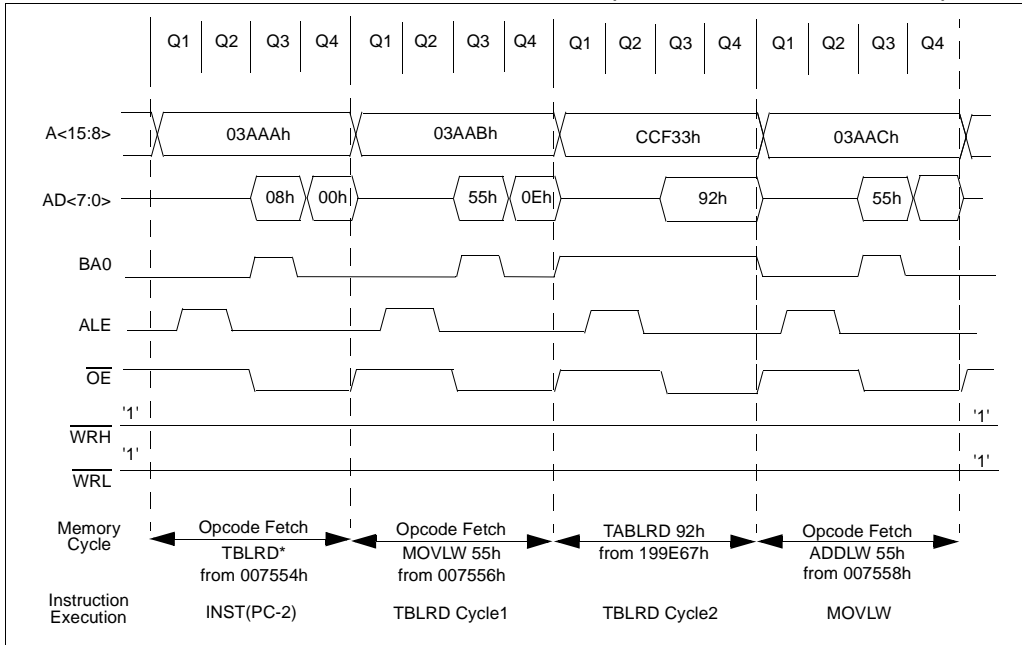 Q1 Q2 Q3 Q4 Q1 Q2 Q3 Q4 Q1 Q2 Q3 Q4 Q1 Q2 Q3 Q4
A<15:8> 03AAAh 03AABh CCF33h 03AACh
AD<7:0> 08h 00h 55h 0Eh 92h 55h
BA0
ALE
OE
'1' '1'
WRH
'1' '1'
WRL
Memory Cycle
Opcode Fetch
TBLRD*
from 007554h
Opcode Fetch
MOVLW 55h
from 007556h
TABLRD 92h
from 199E67h
Opcode Fetch
ADDLW 55h
from 007558h
Instruction Execution
INST(PC-2) TBLRD Cycle1 TBLRD Cycle2 MOVLW